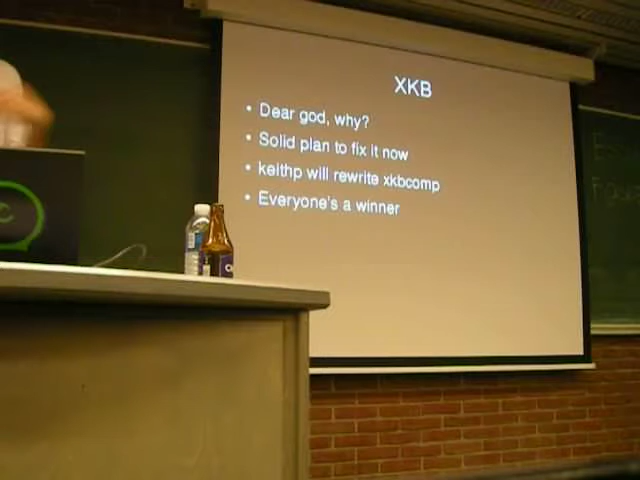 XKB
• Dear god, why?
• Solid plan to fix it now
• keithp will rewrite xkbcomp
• Everyone's a winner